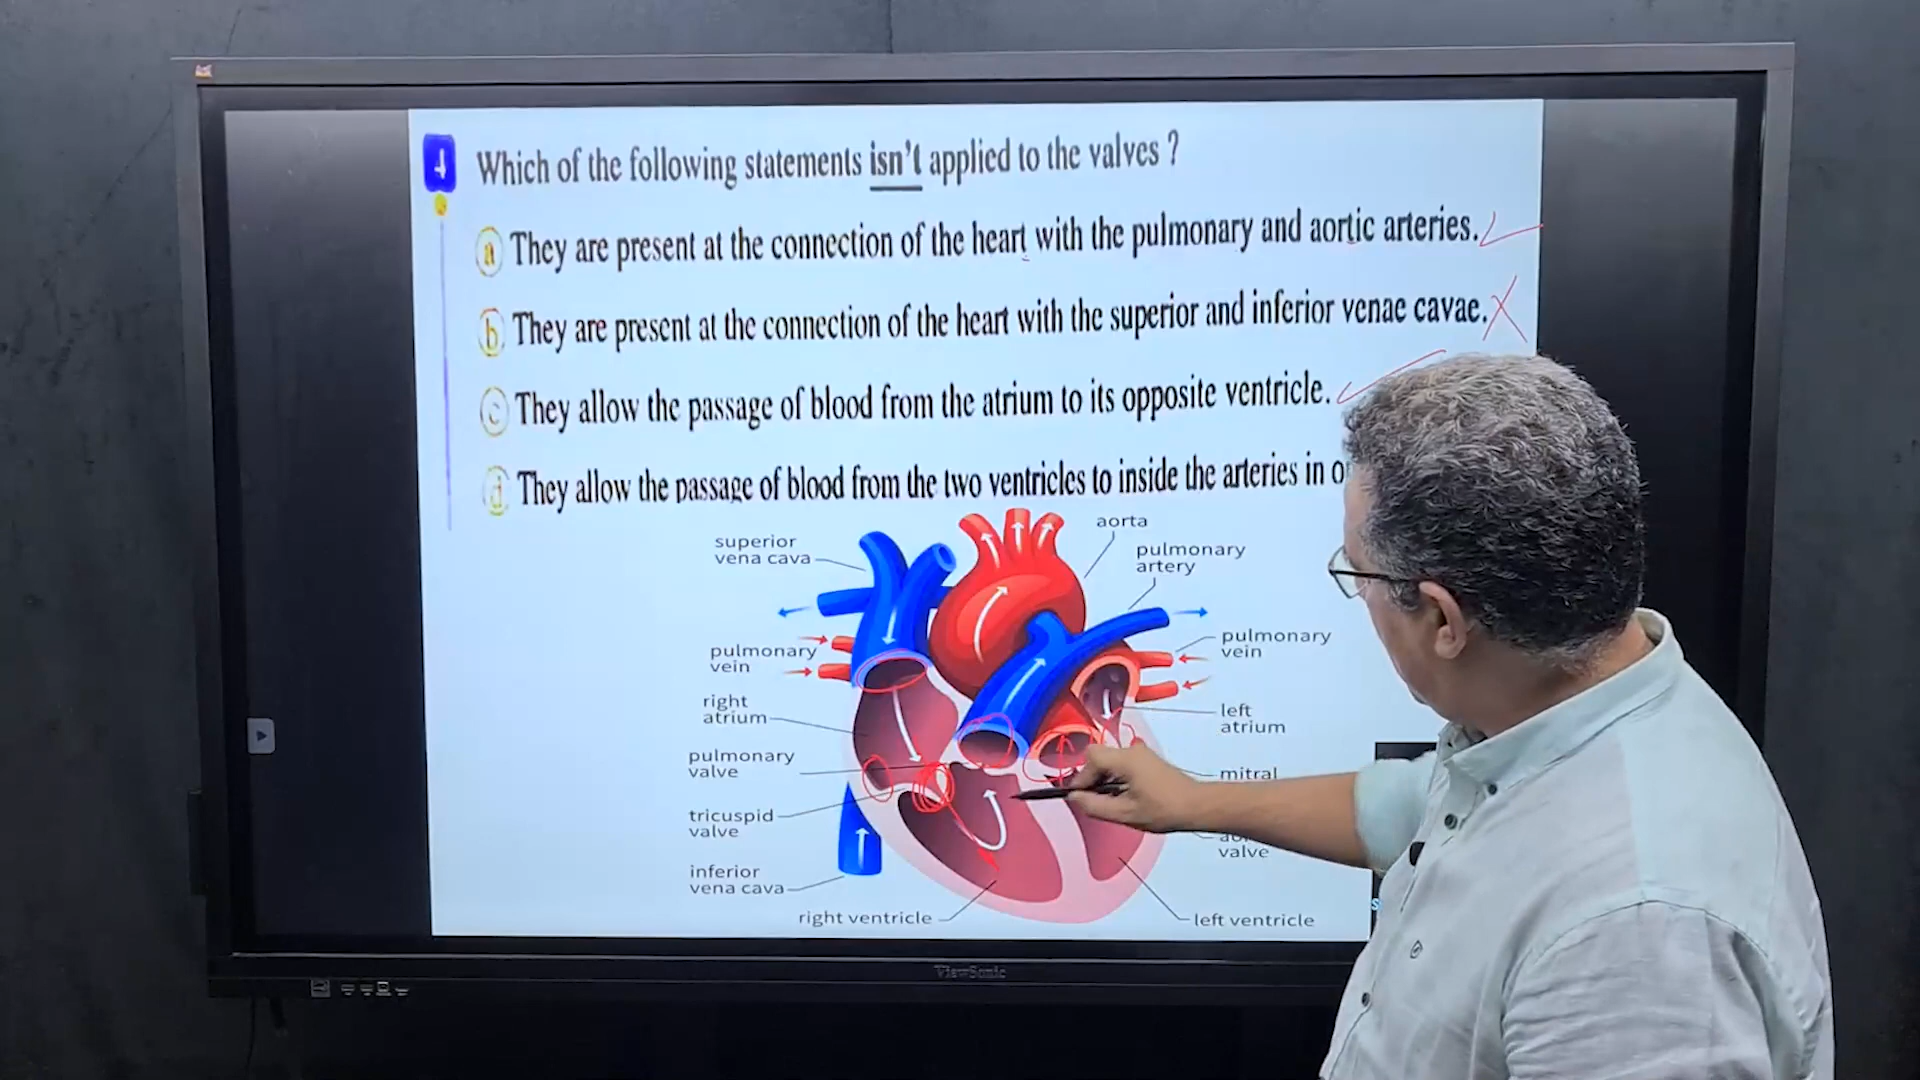 4 Which of the following statements isn't applied to the valves ?
a They are present at the connection of the heart with the pulmonary and aortic arteries.
b They are present at the connection of the heart with the superior and inferior venae cavae.
c They allow the passage of blood from the atrium to its opposite ventricle.
d They allow the passage of blood from the two ventricles to inside the arteries in
superior
vena cava
aorta
pulmonary
artery
pulmonary
vein
pulmonary
vein
right
atrium
left
atrium
pulmonary
valve
mitral
tricuspid
valve
valve
inferior
vena cava
right ventricle
left ventricle
ViewSonic